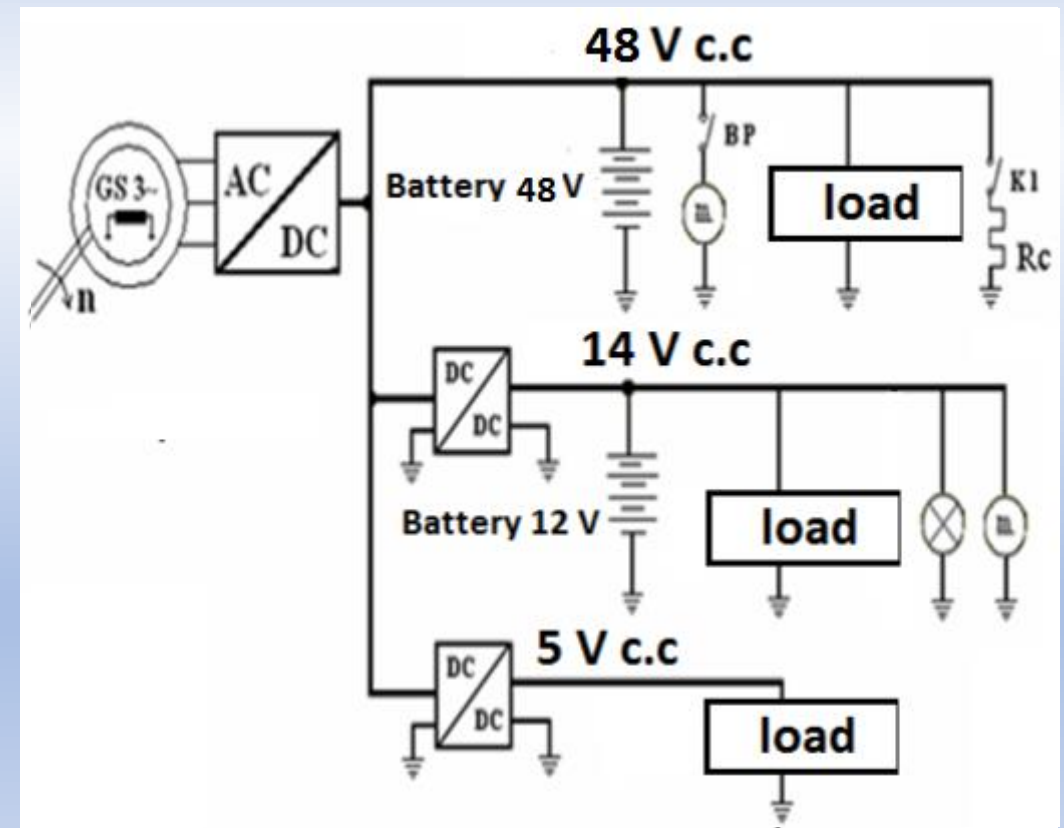 48 V c.c
BP
GS 3~
AC
DC
Battery 48 V
load
K1
Rc
n
14 V c.c
DC
DC
Battery 12 V
load
5 V c.c
DC
DC
load